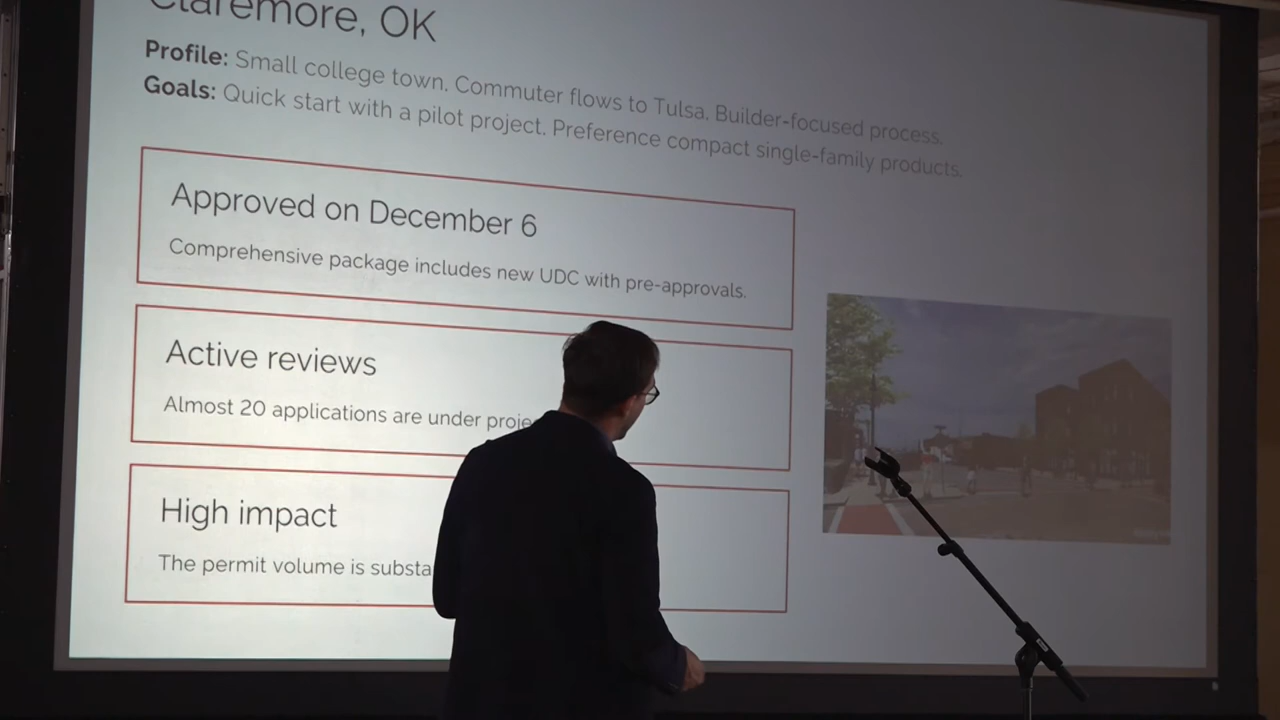 Claremore, OK
Profile: Small college town. Commuter flows to Tulsa. Builder-focused process.
Goals: Quick start with a pilot project. Preference compact single-family products.
Approved on December 6
Comprehensive package includes new UDC with pre-approvals.
Active reviews
Almost 20 applications are under
High impact
The permit volume is